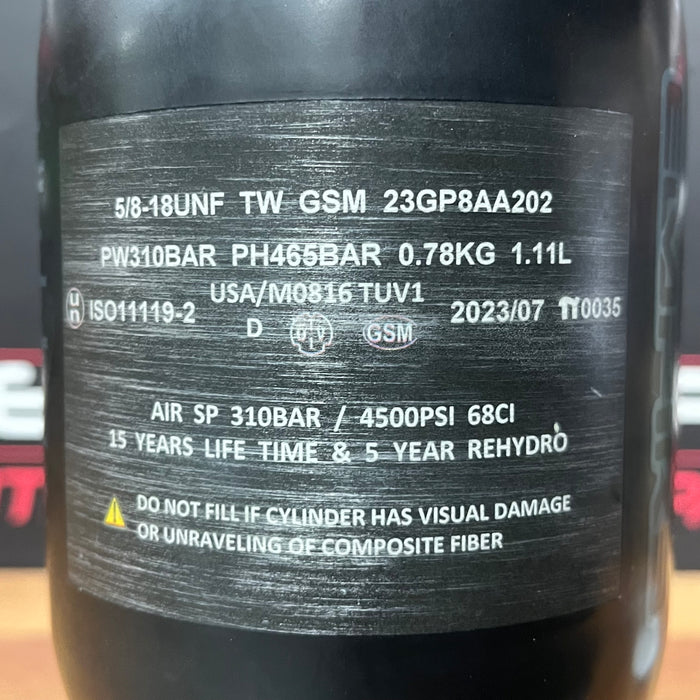 5/8-18UNF TW GSM 23GP8AA202
PW310BAR PH465BAR 0.78KG 1.11L
USA/M0816 TUV1
un ISO11119-2
D
GSM
2023/07 π 0035
AIR SP 310BAR / 4500PSI 68CI
15 YEARS LIFE TIME & 5 YEAR REHYDRO
DO NOT FILL IF CYLINDER HAS VISUAL DAMAGE
OR UNRAVELING OF COMPOSITE FIBER